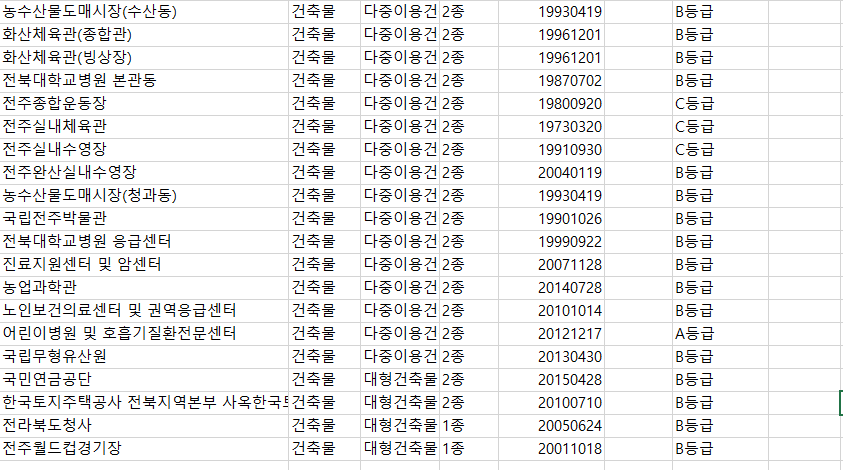 농수산물도매시장(수산동) 건축물 다중이용건 2종 19930419 B등급
화산체육관(종합관) 건축물 다중이용건 2종 19961201 B등급
화산체육관(빙상장) 건축물 다중이용건 2종 19961201 B등급
전북대학교병원 본관동 건축물 다중이용건 2종 19870702 B등급
전주종합운동장 건축물 다중이용건 2종 19800920 C등급
전주실내체육관 건축물 다중이용건 2종 19730320 C등급
전주실내수영장 건축물 다중이용건 2종 19910930 C등급
전주완산실내수영장 건축물 다중이용건 2종 20040119 B등급
농수산물도매시장(청과동) 건축물 다중이용건 2종 19930419 B등급
국립전주박물관 건축물 다중이용건 2종 19901026 B등급
전북대학교병원 응급센터 건축물 다중이용건 2종 19990922 B등급
진료지원센터 및 암센터 건축물 다중이용건 2종 20071128 B등급
농업과학관 건축물 다중이용건 2종 20140728 B등급
노인보건의료센터 및 권역응급센터 건축물 다중이용건 2종 20101014 B등급
어린이병원 및 호흡기질환전문센터 건축물 다중이용건 2종 20121217 A등급
국립무형유산원 건축물 다중이용건 2종 20130430 B등급
국민연금공단 건축물 대형건축물 2종 20150428 B등급
한국토지주택공사 전북지역본부 사옥한국토 건축물 대형건축물 2종 20100710 B등급
전라북도청사 건축물 대형건축물 1종 20050624 B등급
전주월드컵경기장 건축물 대형건축물 1종 20011018 B등급